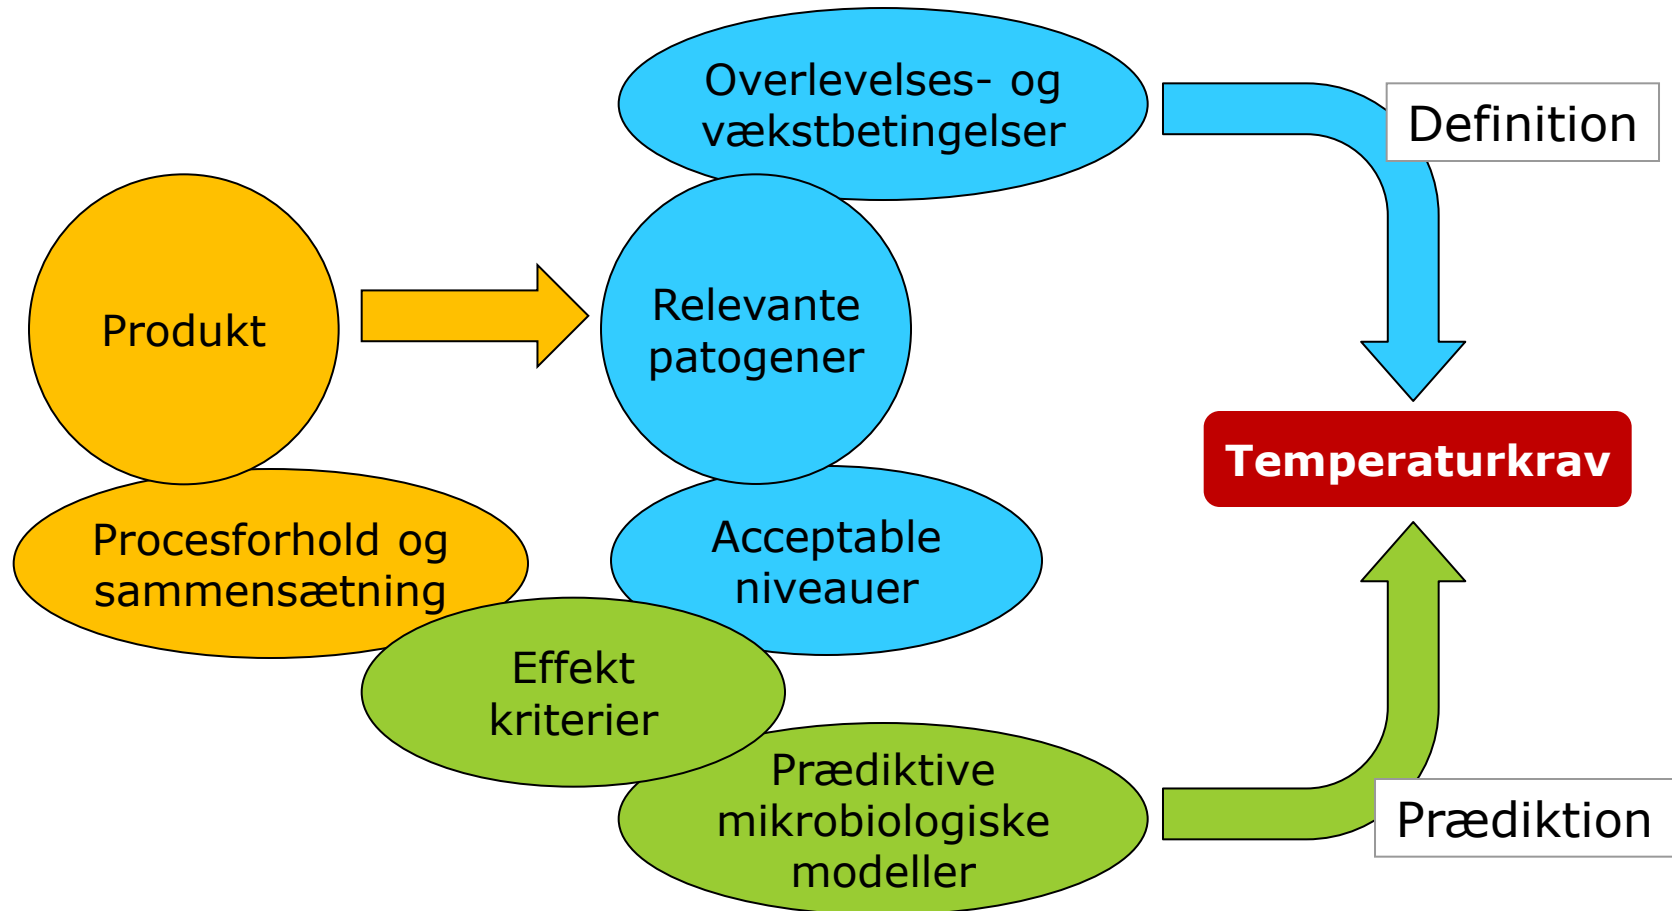 Overlevelses- og
vækstbetingelser
Definition
Produkt
Relevante
patogener
Temperaturkrav
Procesforhold og
sammensætning
Acceptable
niveauer
Effekt
kriterier
Prædiktive
mikrobiologiske
modeller
Prædiktion